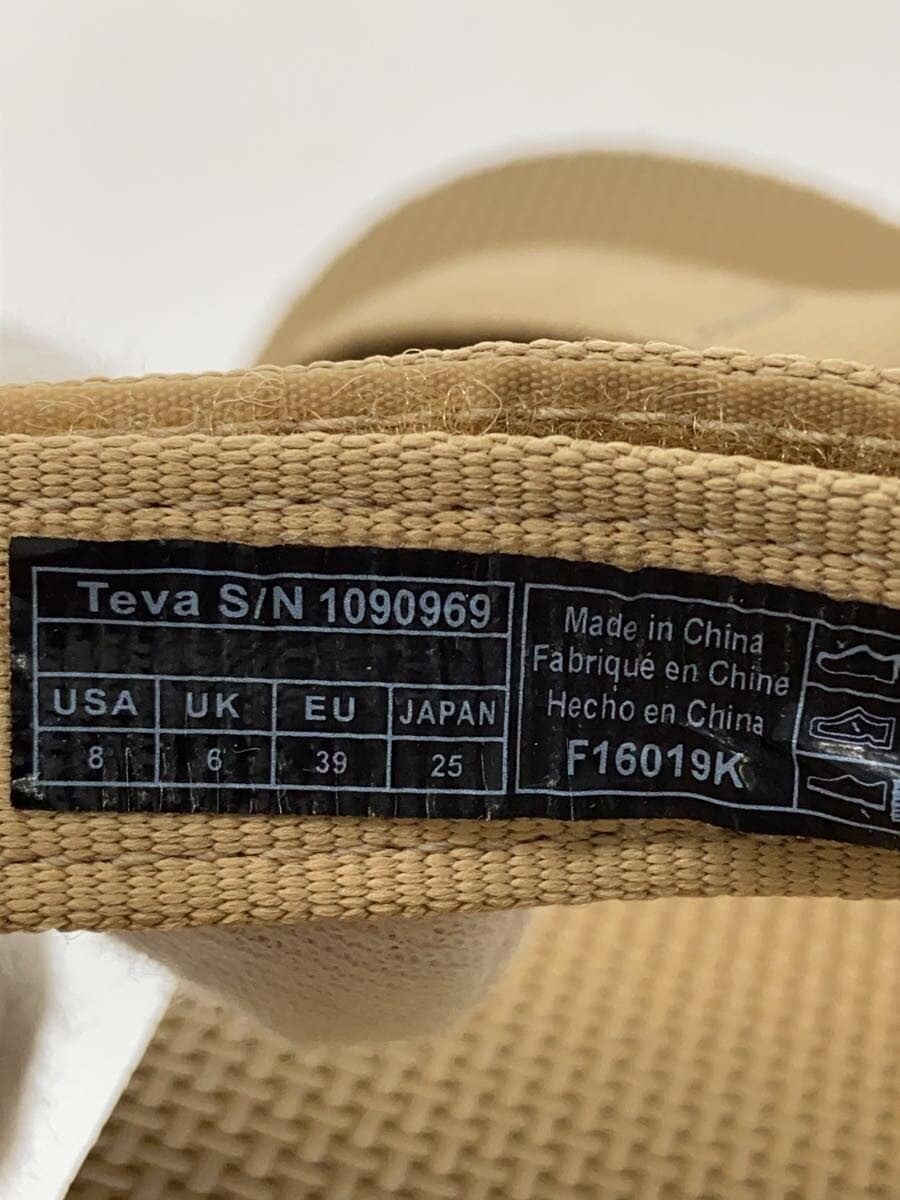 Teva S/N 1090969
USA UK EU JAPAN
8 6 39 25
Made in China
Fabriqué en Chine
Hecho en China
F16019K